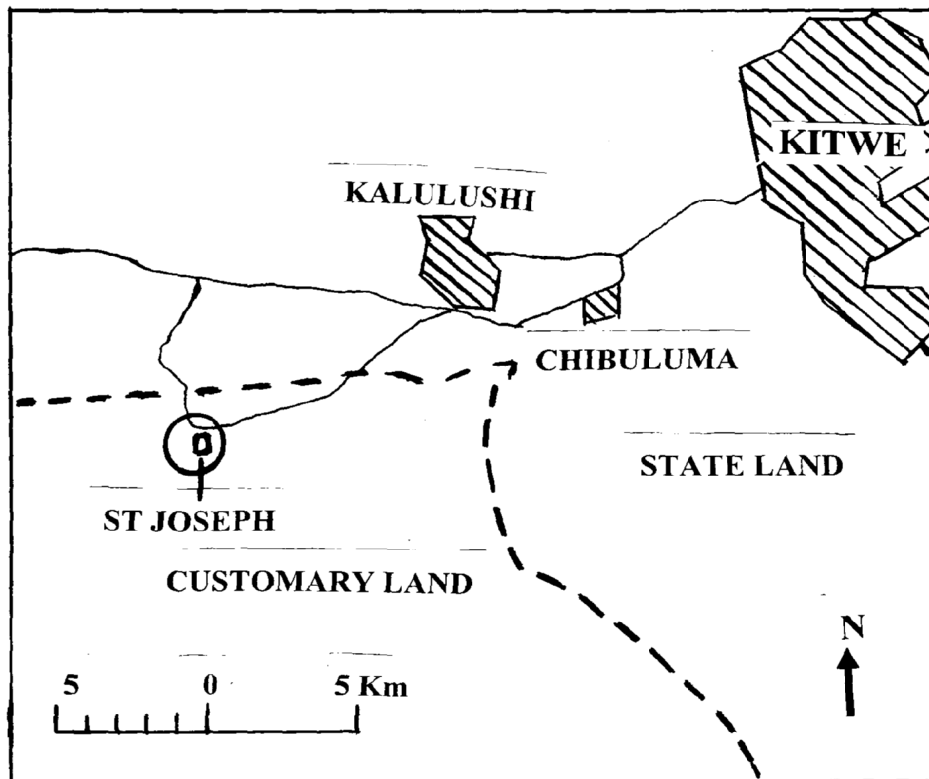 KITWE
KALULUSHI
CHIBULUMA
STATE LAND
ST JOSEPH
CUSTOMARY LAND
N
5 0 5 Km